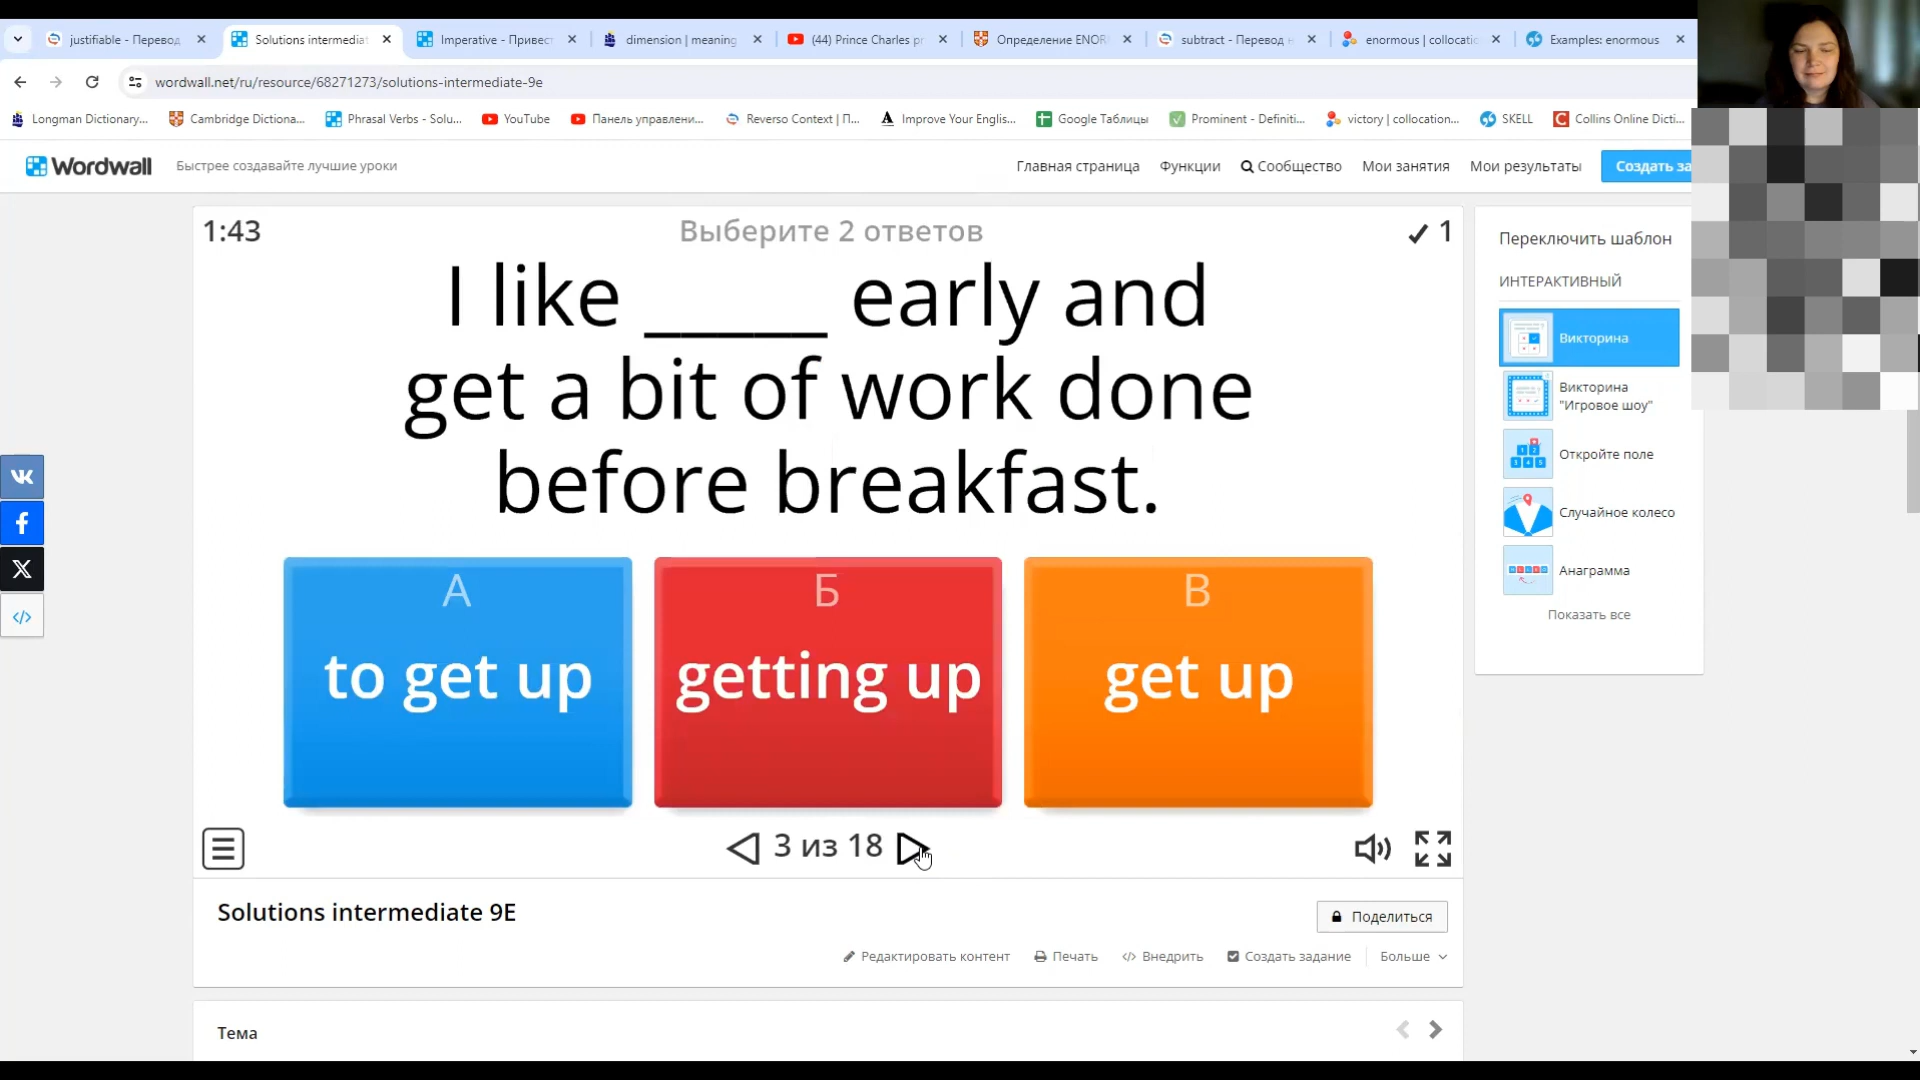 justifiable - Перевод
Solutions intermediat
Imperative - Привест
dimension | meaning
(44) Prince Charles pr
Определение ENOR
subtract - Перевод н
enormous | collocatio
Examples: enormous
wordwall.net/ru/resource/68271273/solutions-intermediate-9e
Longman Dictionary...
Cambridge Dictiona...
Phrasal Verbs - Solu...
YouTube
Панель управлени...
Reverso Context | П...
Improve Your Englis...
Google Таблицы
Prominent - Definiti...
victory | collocation...
SKELL
Collins Online Dicti...
Wordwall
Быстрее создавайте лучшие уроки
Главная страница
Функции
Сообщество
Мои занятия
Мои результаты
Создать за
1:43
Выберите 2 ответов
1
I like _____ early and
get a bit of work done
before breakfast.
А
to get up
Б
getting up
В
get up
3 из 18
Переключить шаблон
ИНТЕРАКТИВНЫЙ
Викторина
Викторина
"Игровое шоу"
Откройте поле
Случайное колесо
Анаграмма
Показать все
Solutions intermediate 9E
Поделиться
Редактировать контент
Печать
Внедрить
Создать задание
Больше
Тема